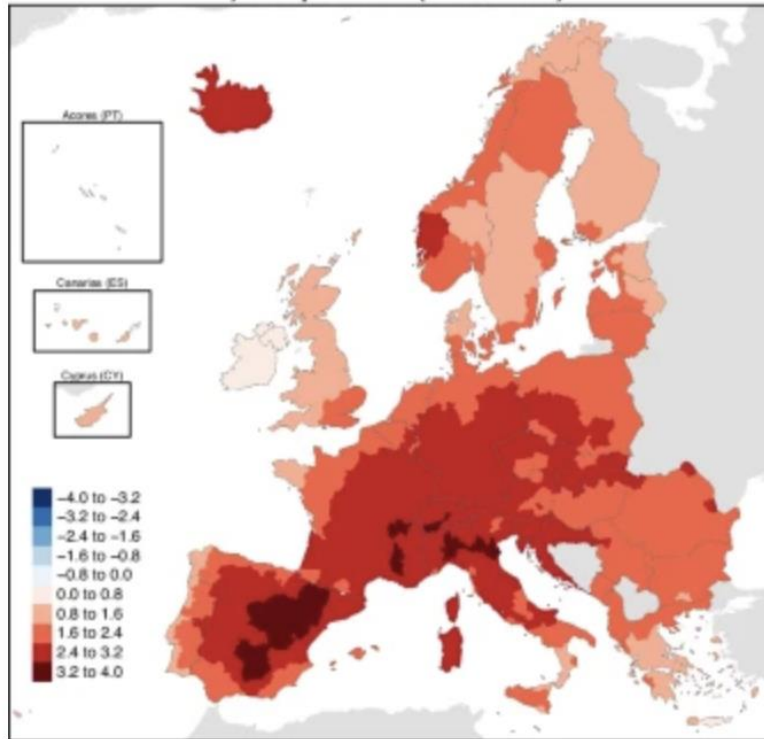 Acores (PT)
Canarias (ES)
Cyprus (CY)
−4.0 to −3.2
−3.2 to −2.4
−2.4 to −1.6
−1.6 to −0.8
−0.8 to 0.0
0.0 to 0.8
0.8 to 1.6
1.6 to 2.4
2.4 to 3.2
3.2 to 4.0